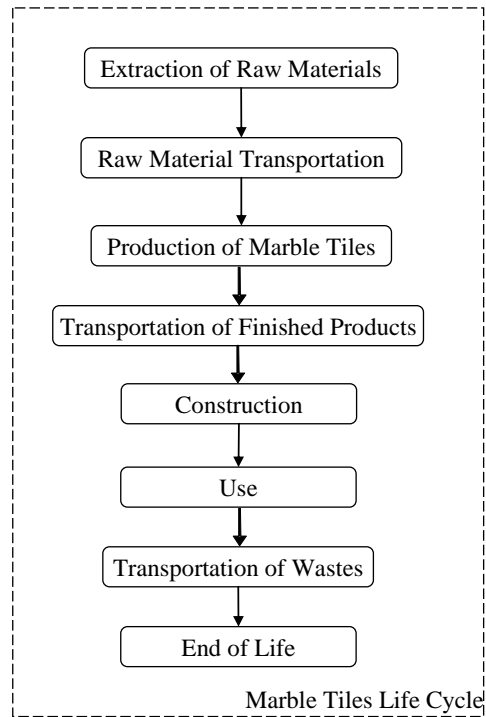 Extraction of Raw Materials
Raw Material Transportation
Production of Marble Tiles
Transportation of Finished Products
Construction
Use
Transportation of Wastes
End of Life
Marble Tiles Life Cycle